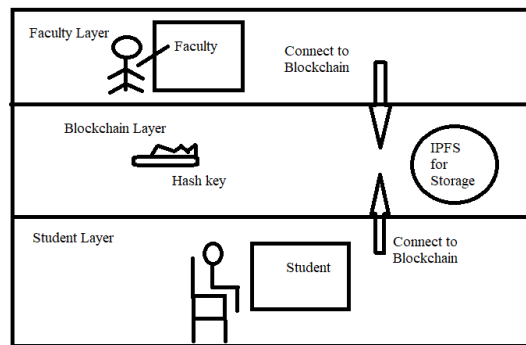 Faculty Layer
Faculty
Connect to
Blockchain
Blockchain Layer
Hash key
IPFS
for
Storage
Student Layer
Student
Connect to
Blockchain